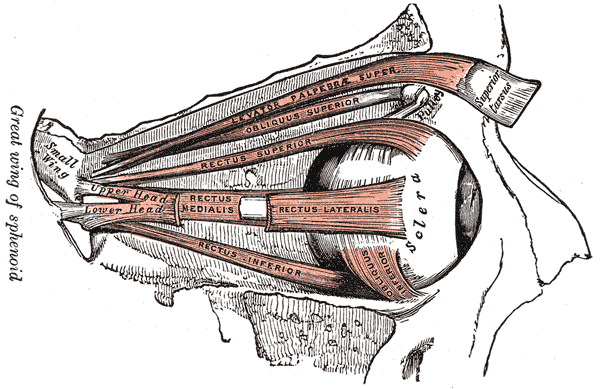 LEVATOR PALPEBRÆ SUPER.
OBLIQUUS SUPERIOR
RECTUS SUPERIOR
Pulley
Superior
Tarsus
Small
Wing
Upper Head
Lower Head
RECTUS
MEDIALIS
RECTUS LATERALIS
Sclera
RECTUS INFERIOR
OBLIQUUS
INFERIOR
Great wing of sphenoid